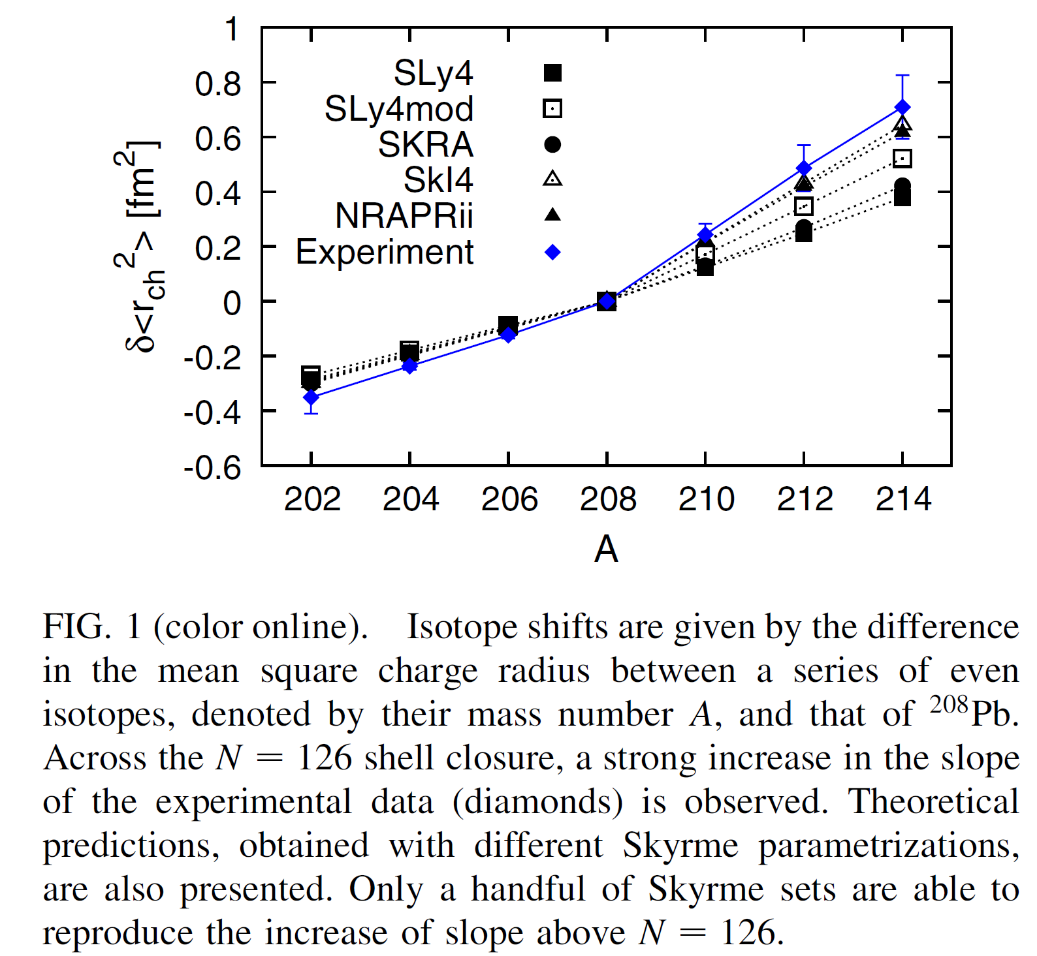 1
0.8
0.6
0.4
0.2
0
-0.2
-0.4
-0.6
δ<r_ch^2> [fm^2]
SLy4
SLy4mod
SKRA
SkI4
NRAPRii
Experiment
202 204 206 208 210 212 214
A
FIG. 1 (color online). Isotope shifts are given by the difference
in the mean square charge radius between a series of even
isotopes, denoted by their mass number A, and that of ²⁰⁸Pb.
Across the N = 126 shell closure, a strong increase in the slope
of the experimental data (diamonds) is observed. Theoretical
predictions, obtained with different Skyrme parametrizations,
are also presented. Only a handful of Skyrme sets are able to
reproduce the increase of slope above N = 126.